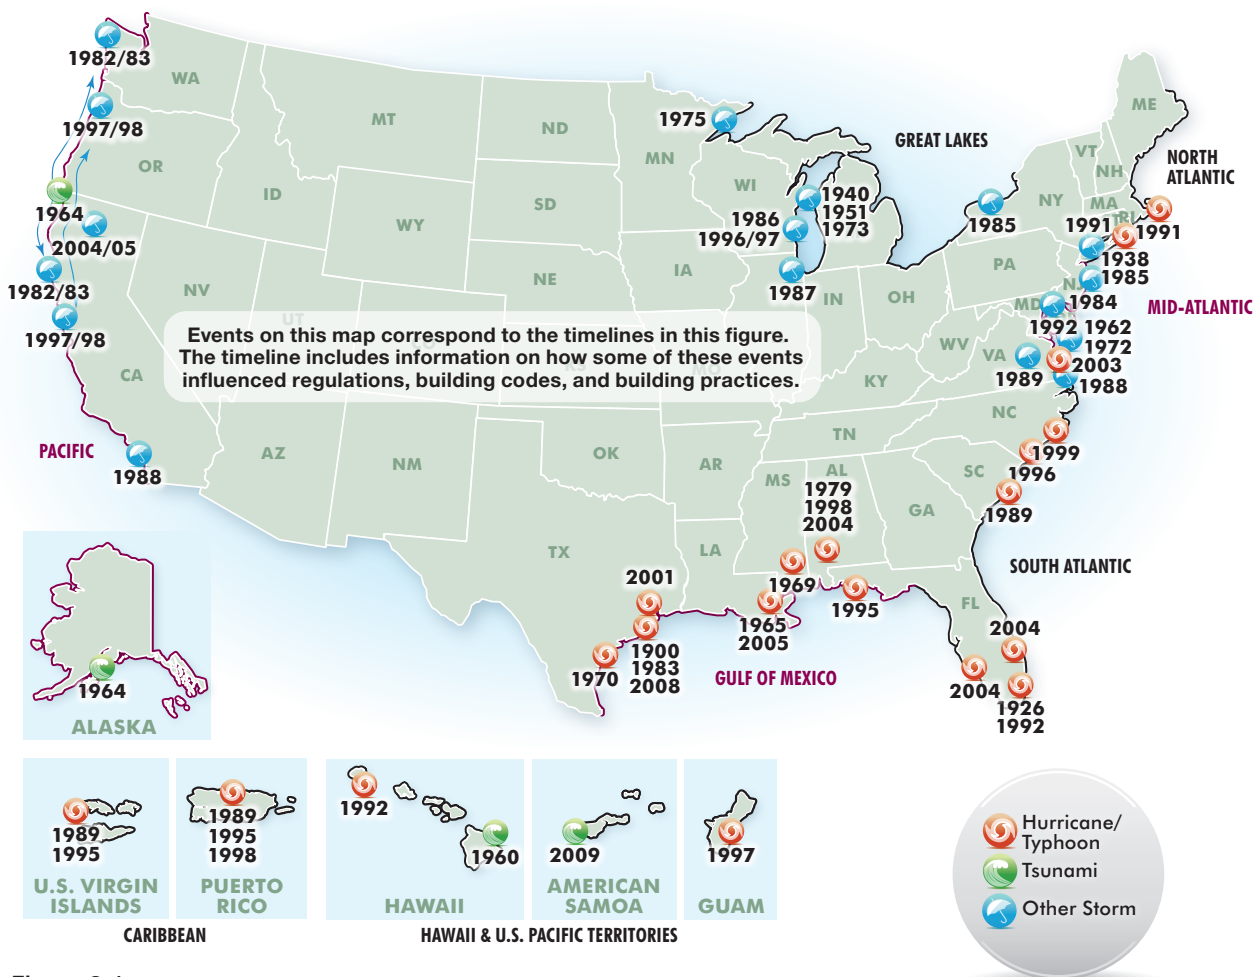 1982/83
WA
1997/98
OR
1964
2004/05
1982/83
1997/98
MT
ID
WY
NV
UT
CA
AZ
NM
PACIFIC
1988
ND
SD
NE
CO
KS
OK
TX
1975
MN
WI
IA
MO
AR
LA
GREAT LAKES
1940
1951
1973
1986
1996/97
1987
IN
OH
KY
TN
MS
AL
1979
1998
2004
GA
FL
SC
NC
VA
WV
MD
PA
NJ
NY
VT
NH
ME
MA
RI
NORTH
ATLANTIC
1985
1991
1991
1938
1985
1984
MID-ATLANTIC
1992
1962
1972
2003
1989
1988
1999
1996
1989
SOUTH ATLANTIC
Events on this map correspond to the timelines in this figure.
The timeline includes information on how some of these events
influenced regulations, building codes, and building practices.
2001
1900
1983
2008
1970
1969
1965
2005
1995
GULF OF MEXICO
2004
2004
1926
1992
1964
ALASKA
1989
1995
U.S. VIRGIN
ISLANDS
1989
1995
1998
PUERTO
RICO
CARIBBEAN
1992
1960
HAWAII
2009
AMERICAN
SAMOA
1997
GUAM
HAWAII & U.S. PACIFIC TERRITORIES
Hurricane/
Typhoon
Tsunami
Other Storm